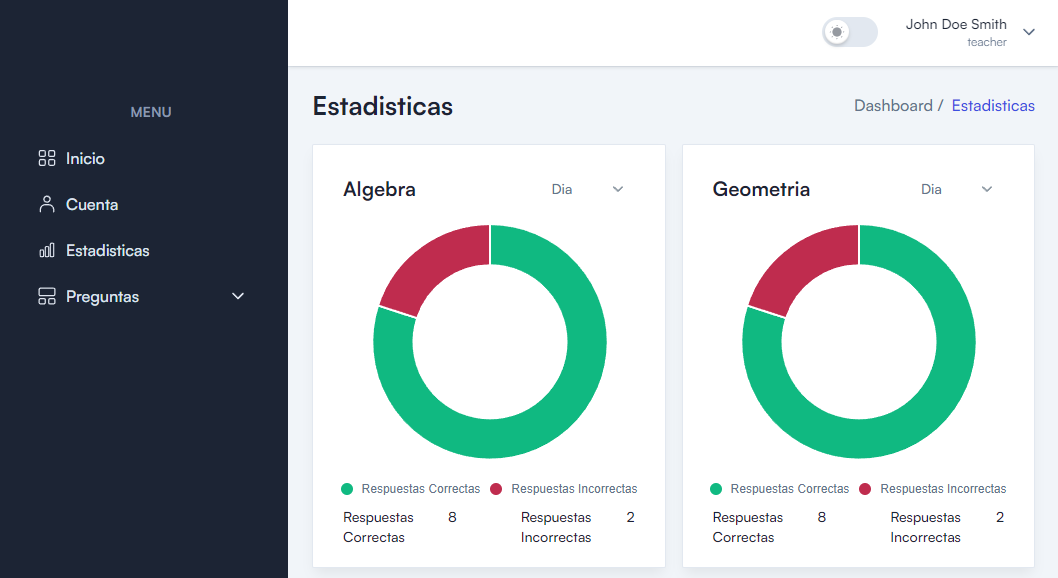 John Doe Smith
teacher
MENU
Inicio
Cuenta
Estadisticas
Preguntas
Estadisticas
Dashboard / Estadisticas
Algebra
Dia
Respuestas Correctas
Respuestas Incorrectas
Respuestas Correctas
8
Respuestas Incorrectas
2
Geometria
Dia
Respuestas Correctas
Respuestas Incorrectas
Respuestas Correctas
8
Respuestas Incorrectas
2